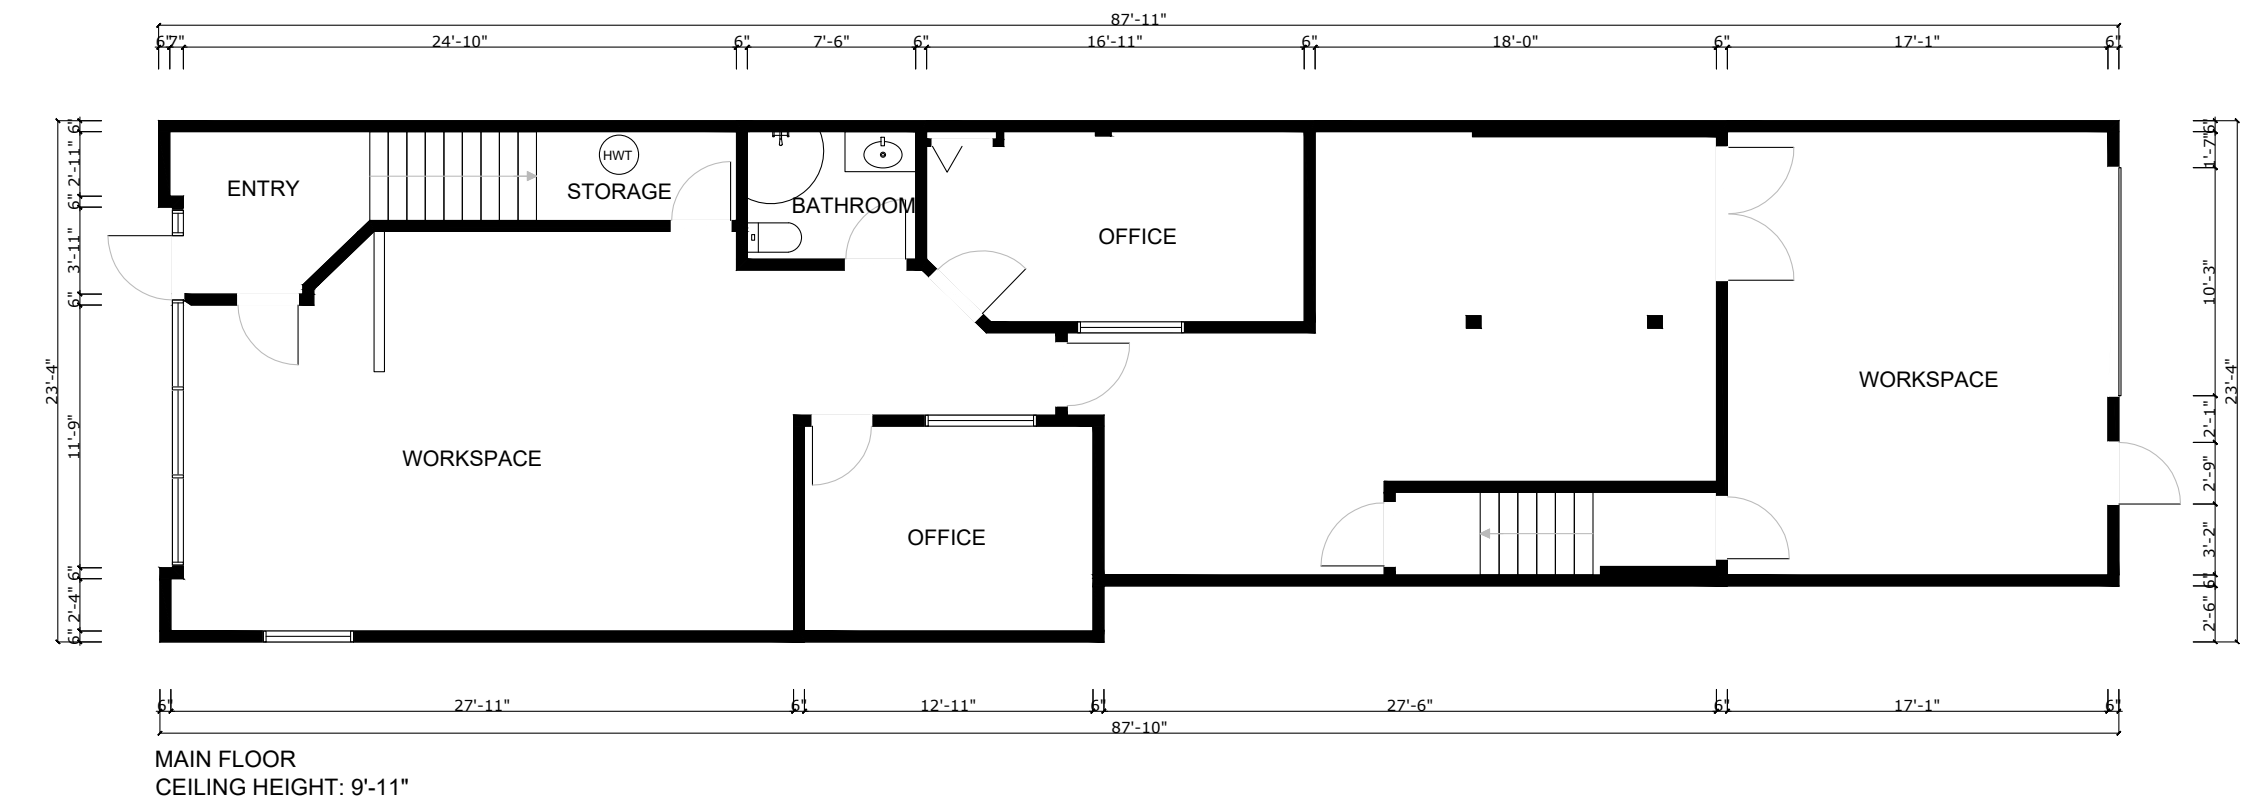 87'-11"
6" 7" 24'-10" 6" 7'-6" 6" 16'-11" 6" 18'-0" 6" 17'-1" 6"
6"
2'-11"
6"
3'-11"
6"
11'-9"
6"
2'-4"
6"
23'-4"
ENTRY
HWT
STORAGE
BATHROOM
OFFICE
WORKSPACE
WORKSPACE
OFFICE
6"
1'-7"
10'-3"
2'-1"
2'-9"
3'-2"
6"
2'-6"
23'-4"
6" 27'-11" 6" 12'-11" 6" 27'-6" 6" 17'-1" 6"
87'-10"
MAIN FLOOR
CEILING HEIGHT: 9'-11"